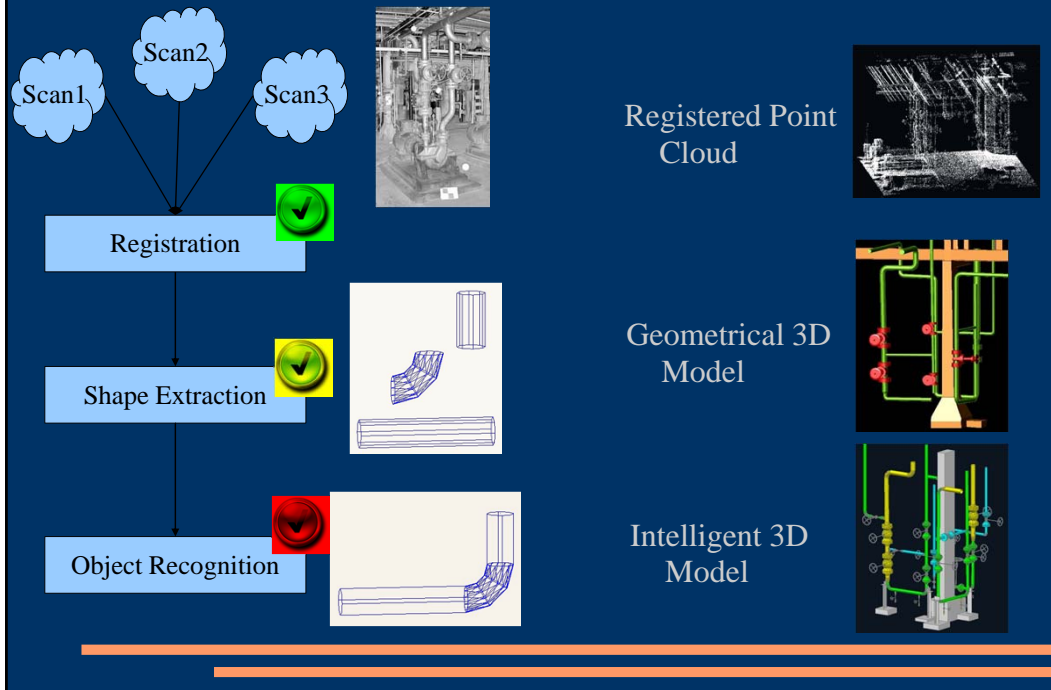 Scan2
Scan1
Scan3
Registered Point
Cloud
Registration
Geometrical 3D
Model
Shape Extraction
Intelligent 3D
Model
Object Recognition